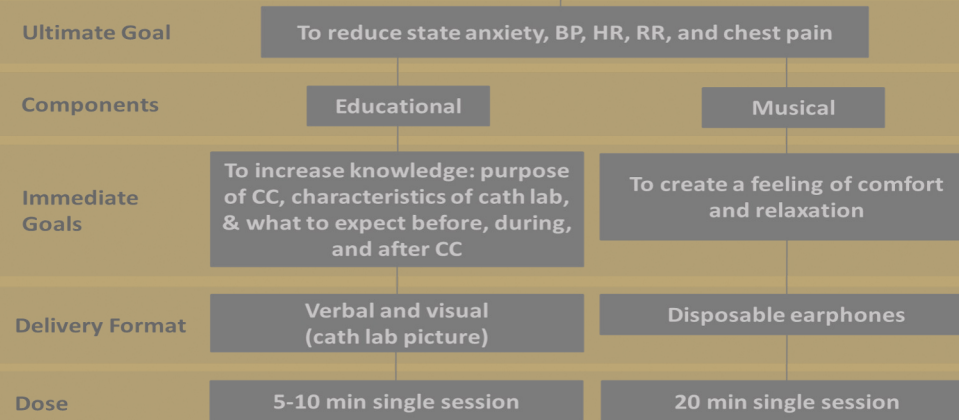 Ultimate Goal
To reduce state anxiety, BP, HR, RR, and chest pain
Components
Educational
Musical
Immediate
Goals
To increase knowledge: purpose
of CC, characteristics of cath lab,
& what to expect before, during,
and after CC
To create a feeling of comfort
and relaxation
Delivery Format
Verbal and visual
(cath lab picture)
Disposable earphones
Dose
5-10 min single session
20 min single session